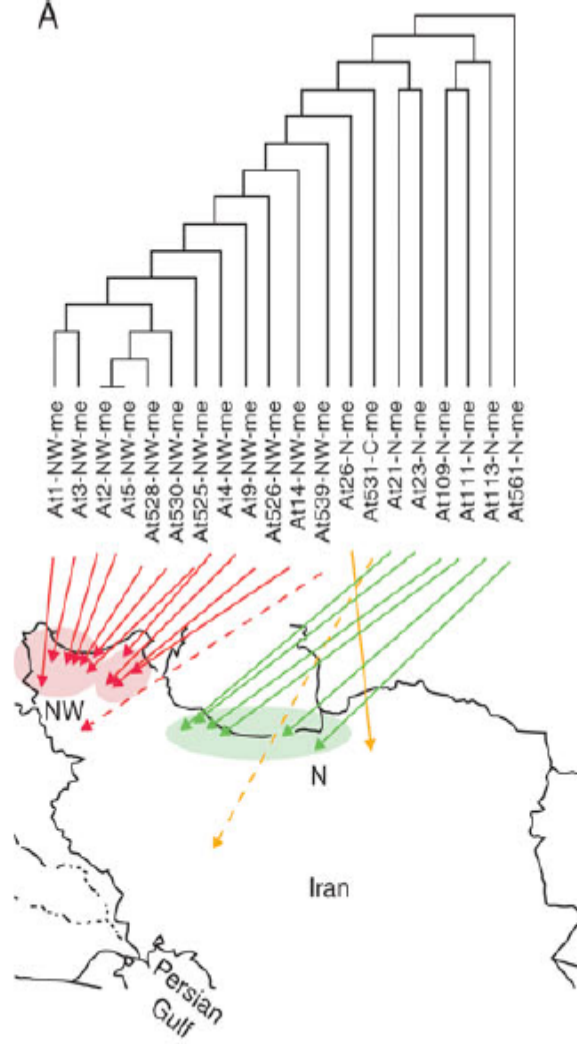 A
At1-NW-me
At3-NW-me
At2-NW-me
At5-NW-me
At528-NW-me
At530-NW-me
At525-NW-me
At4-NW-me
At9-NW-me
At526-NW-me
At14-NW-me
At539-NW-me
At26-N-me
At531-C-me
At21-N-me
At23-N-me
At109-N-me
At111-N-me
At113-N-me
At561-N-me
NW
N
Iran
Persian
Gulf